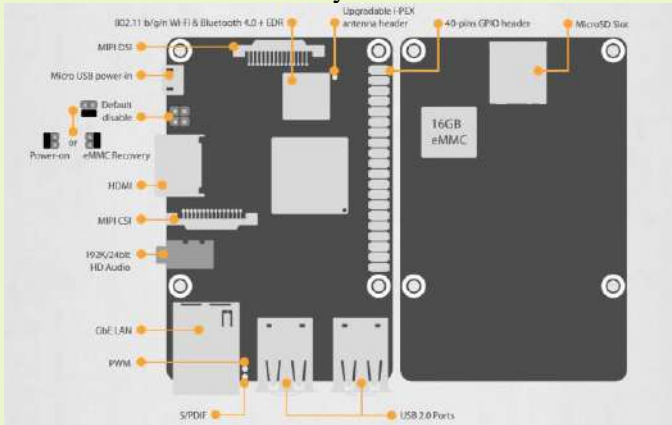 802.11 b/g/n Wi-Fi & Bluetooth 4.0 + EDR
Upgradable I-PEX
antenna header
40-pins GPIO header
MicroSD Slot
MIPI DSI
Micro USB power-in
Default
disable
or
Power-on
eMMC Recovery
16GB
eMMC
HDMI
MIPI CSI
192K/24bit
HD Audio
GbE LAN
PWM
S/PDIF
USB 2.0 Ports